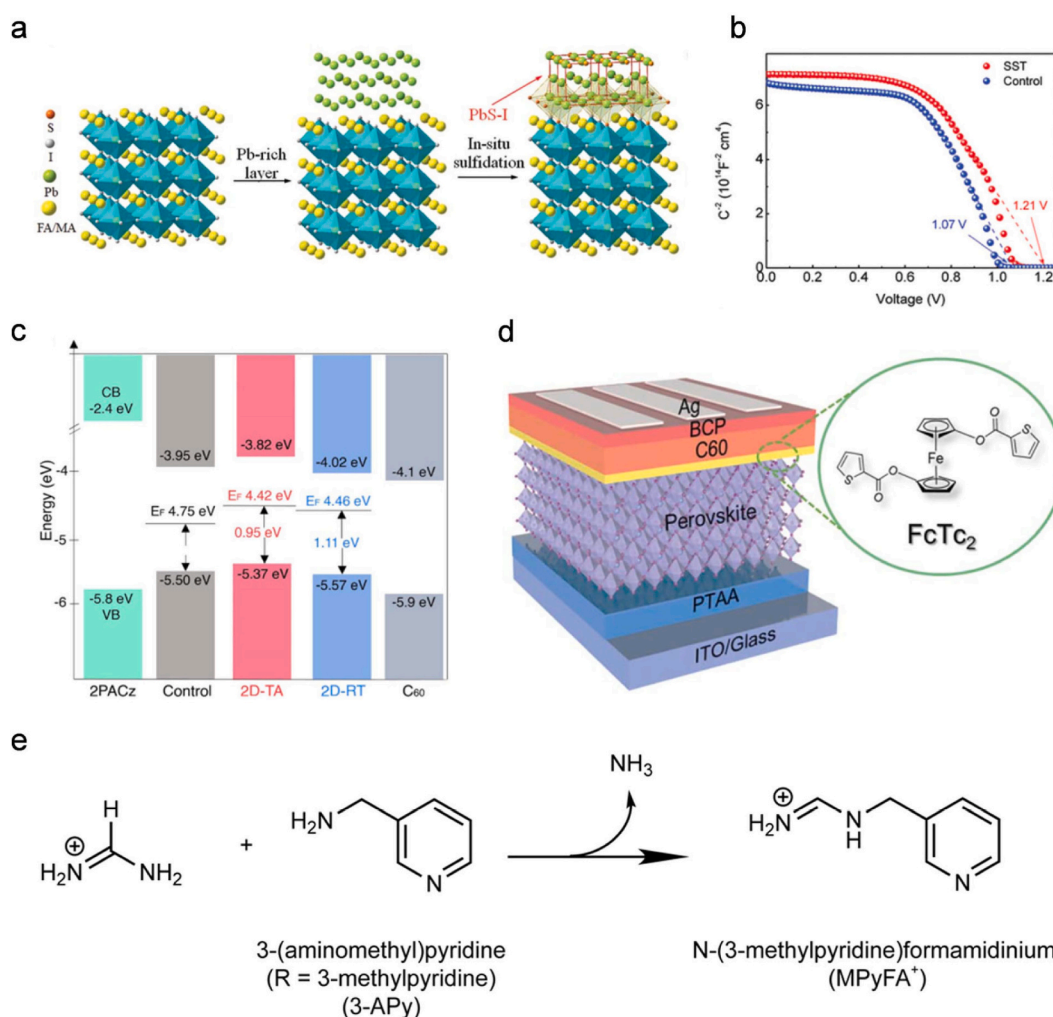 a
S
I
Pb
FA/MA
Pb-rich
layer
In-situ
sulfidation
PbS-I
b
SST
Control
C⁻² (10¹⁴F⁻² cm⁴)
6
4
2
0
1.07 V
1.21 V
0.0 0.2 0.4 0.6 0.8 1.0 1.2
Voltage (V)
c
Energy (eV)
-4
-5
-6
CB
-2.4 eV
-5.8 eV
VB
-3.95 eV
E_F 4.75 eV
-5.50 eV
-3.82 eV
E_F 4.42 eV
0.95 eV
-5.37 eV
-4.02 eV
E_F 4.46 eV
1.11 eV
-5.57 eV
-4.1 eV
-5.9 eV
2PACz Control 2D-TA 2D-RT C₆₀
d
Ag
BCP
C60
Perovskite
PTAA
ITO/Glass
O
O
Fe
S
S
O
O
FcTc₂
e
H
⊕
H₂N NH₂
+
H₂N
N
NH₃
⊕
H₂N N
H
N
3-(aminomethyl)pyridine
(R = 3-methylpyridine)
(3-APy)
N-(3-methylpyridine)formamidinium
(MPyFA⁺)